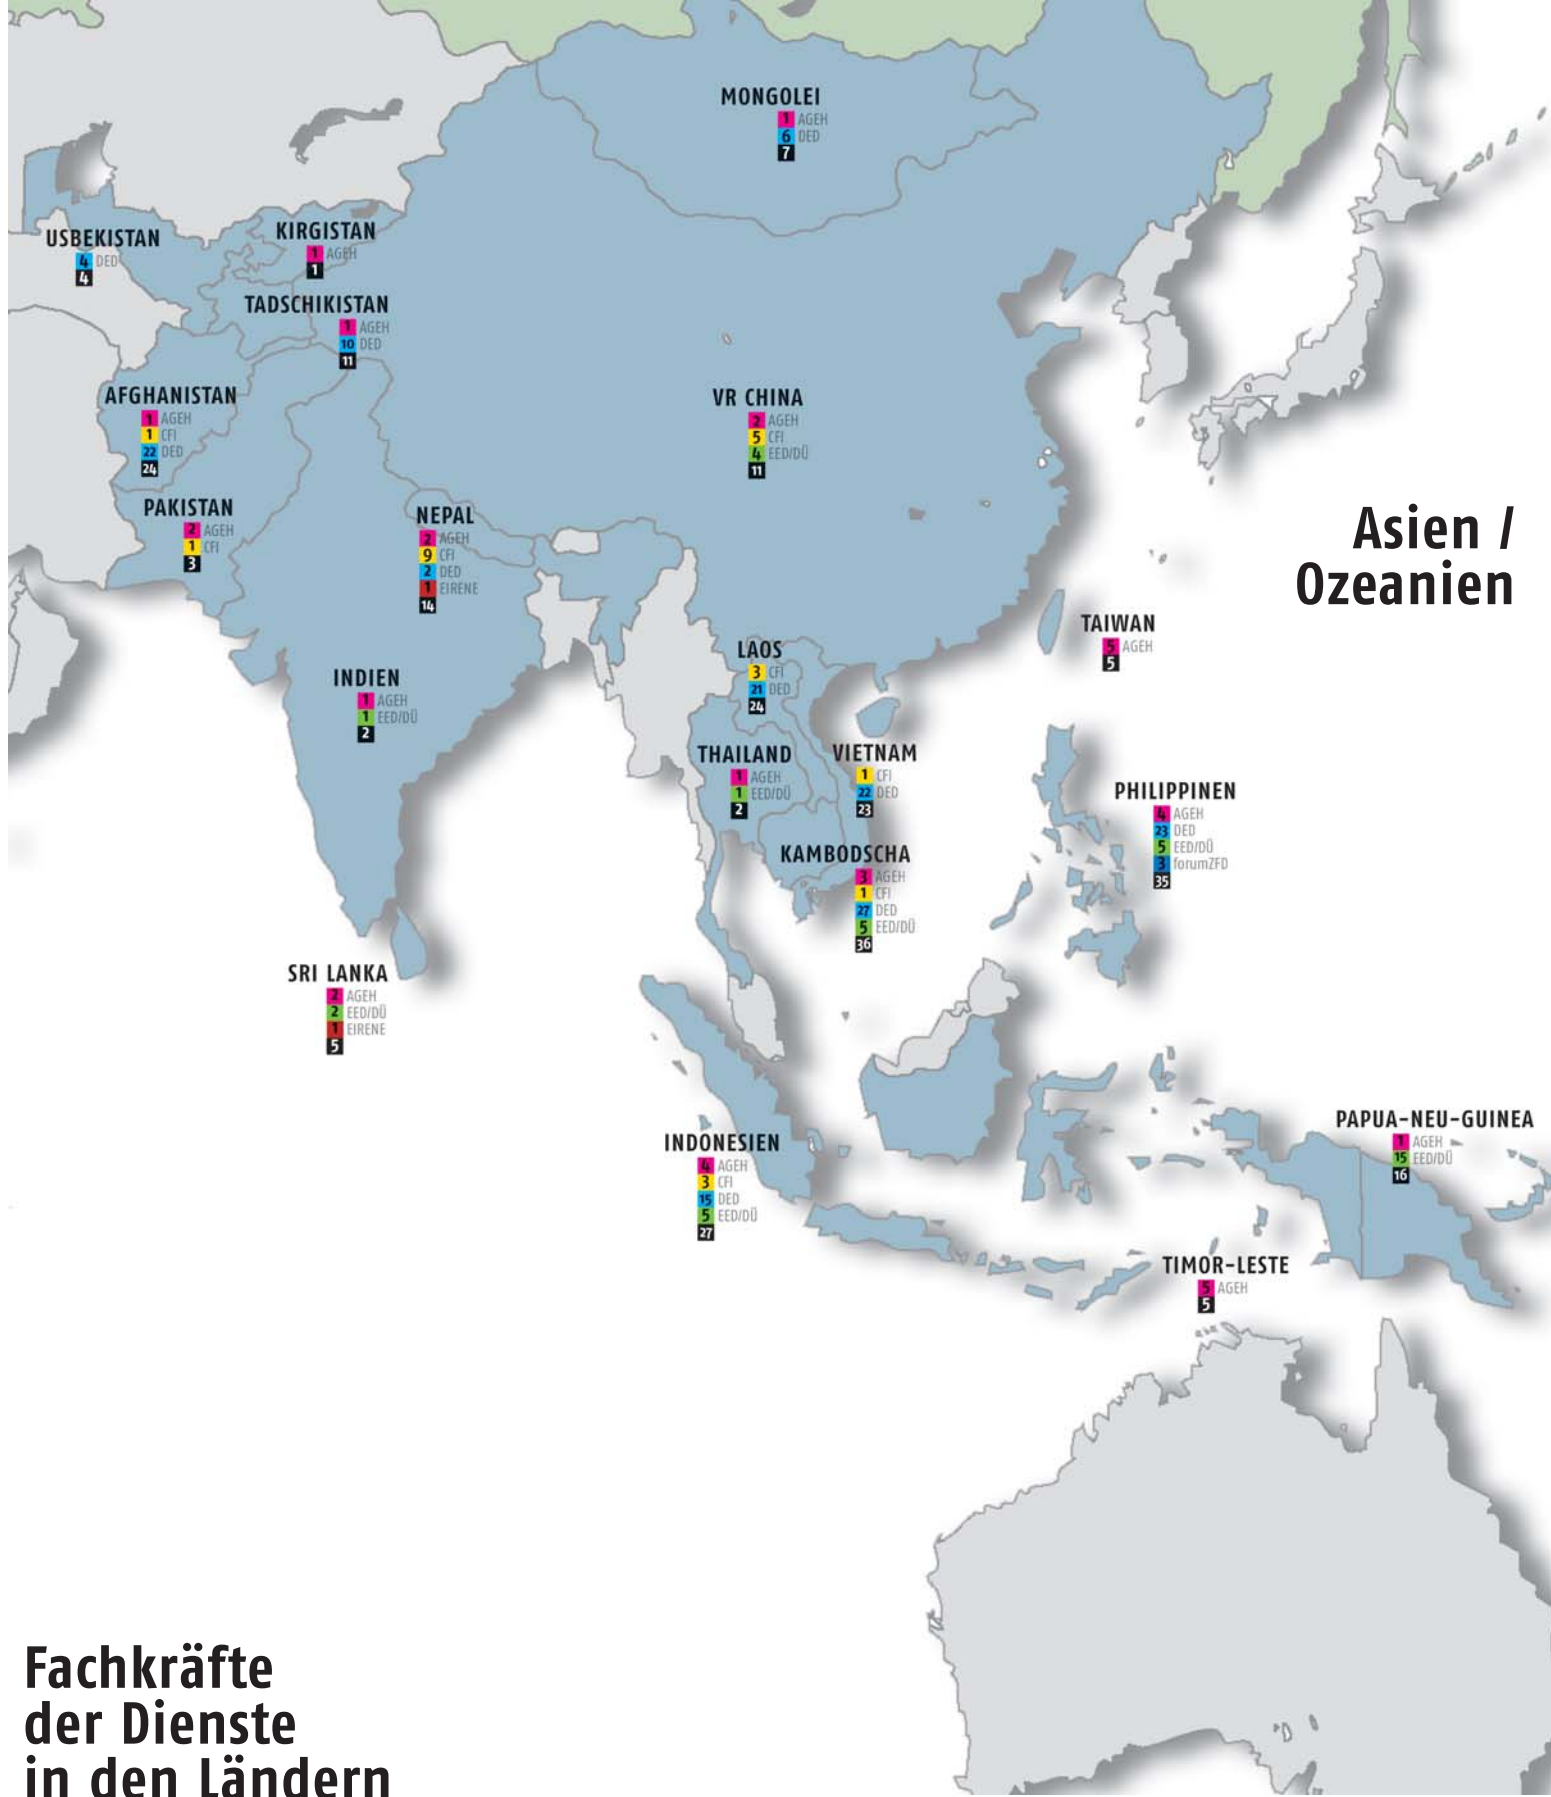 MONGOLEI
1 AGEH
6 DED
7
USBEKISTAN
4 DED
4
KIRGISTAN
1 AGEH
1
TADSCHIKISTAN
1 AGEH
10 DED
11
AFGHANISTAN
1 AGEH
1 CFI
22 DED
24
VR CHINA
2 AGEH
5 CFI
4 EED/DÜ
11
PAKISTAN
2 AGEH
1 CFI
3
NEPAL
2 AGEH
9 CFI
2 DED
1 EIRENE
14
Asien /
Ozeanien
TAIWAN
5 AGEH
5
LAOS
3 CFI
21 DED
24
INDIEN
1 AGEH
1 EED/DÜ
2
THAILAND
1 AGEH
1 EED/DÜ
2
VIETNAM
1 CFI
22 DED
23
PHILIPPINEN
4 AGEH
23 DED
5 EED/DÜ
3 forumZFD
35
KAMBODSCHA
3 AGEH
1 CFI
27 DED
5 EED/DÜ
36
SRI LANKA
2 AGEH
2 EED/DÜ
1 EIRENE
5
INDONESIEN
4 AGEH
3 CFI
15 DED
5 EED/DÜ
27
PAPUA-NEU-GUINEA
1 AGEH
15 EED/DÜ
16
TIMOR-LESTE
5 AGEH
5
Fachkräfte
der Dienste
in den Ländern